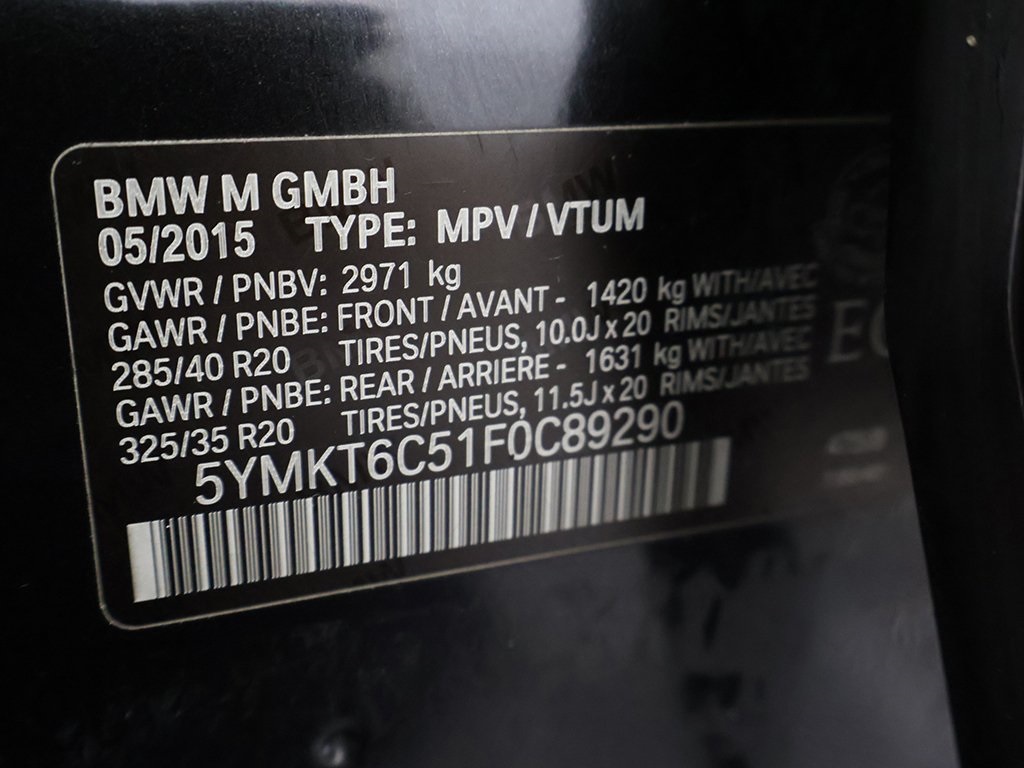 BMW M GMBH
05/2015 TYPE: MPV / VTUM
GVWR / PNBV: 2971 kg
GAWR / PNBE: FRONT / AVANT - 1420 kg WITH/AVEC
285/40 R20 TIRES/PNEUS, 10.0J x 20 RIMS/JANTES
GAWR / PNBE: REAR / ARRIERE - 1631 kg WITH/AVEC
325/35 R20 TIRES/PNEUS, 11.5J x 20 RIMS/JANTES
5YMKT6C51F0C89290